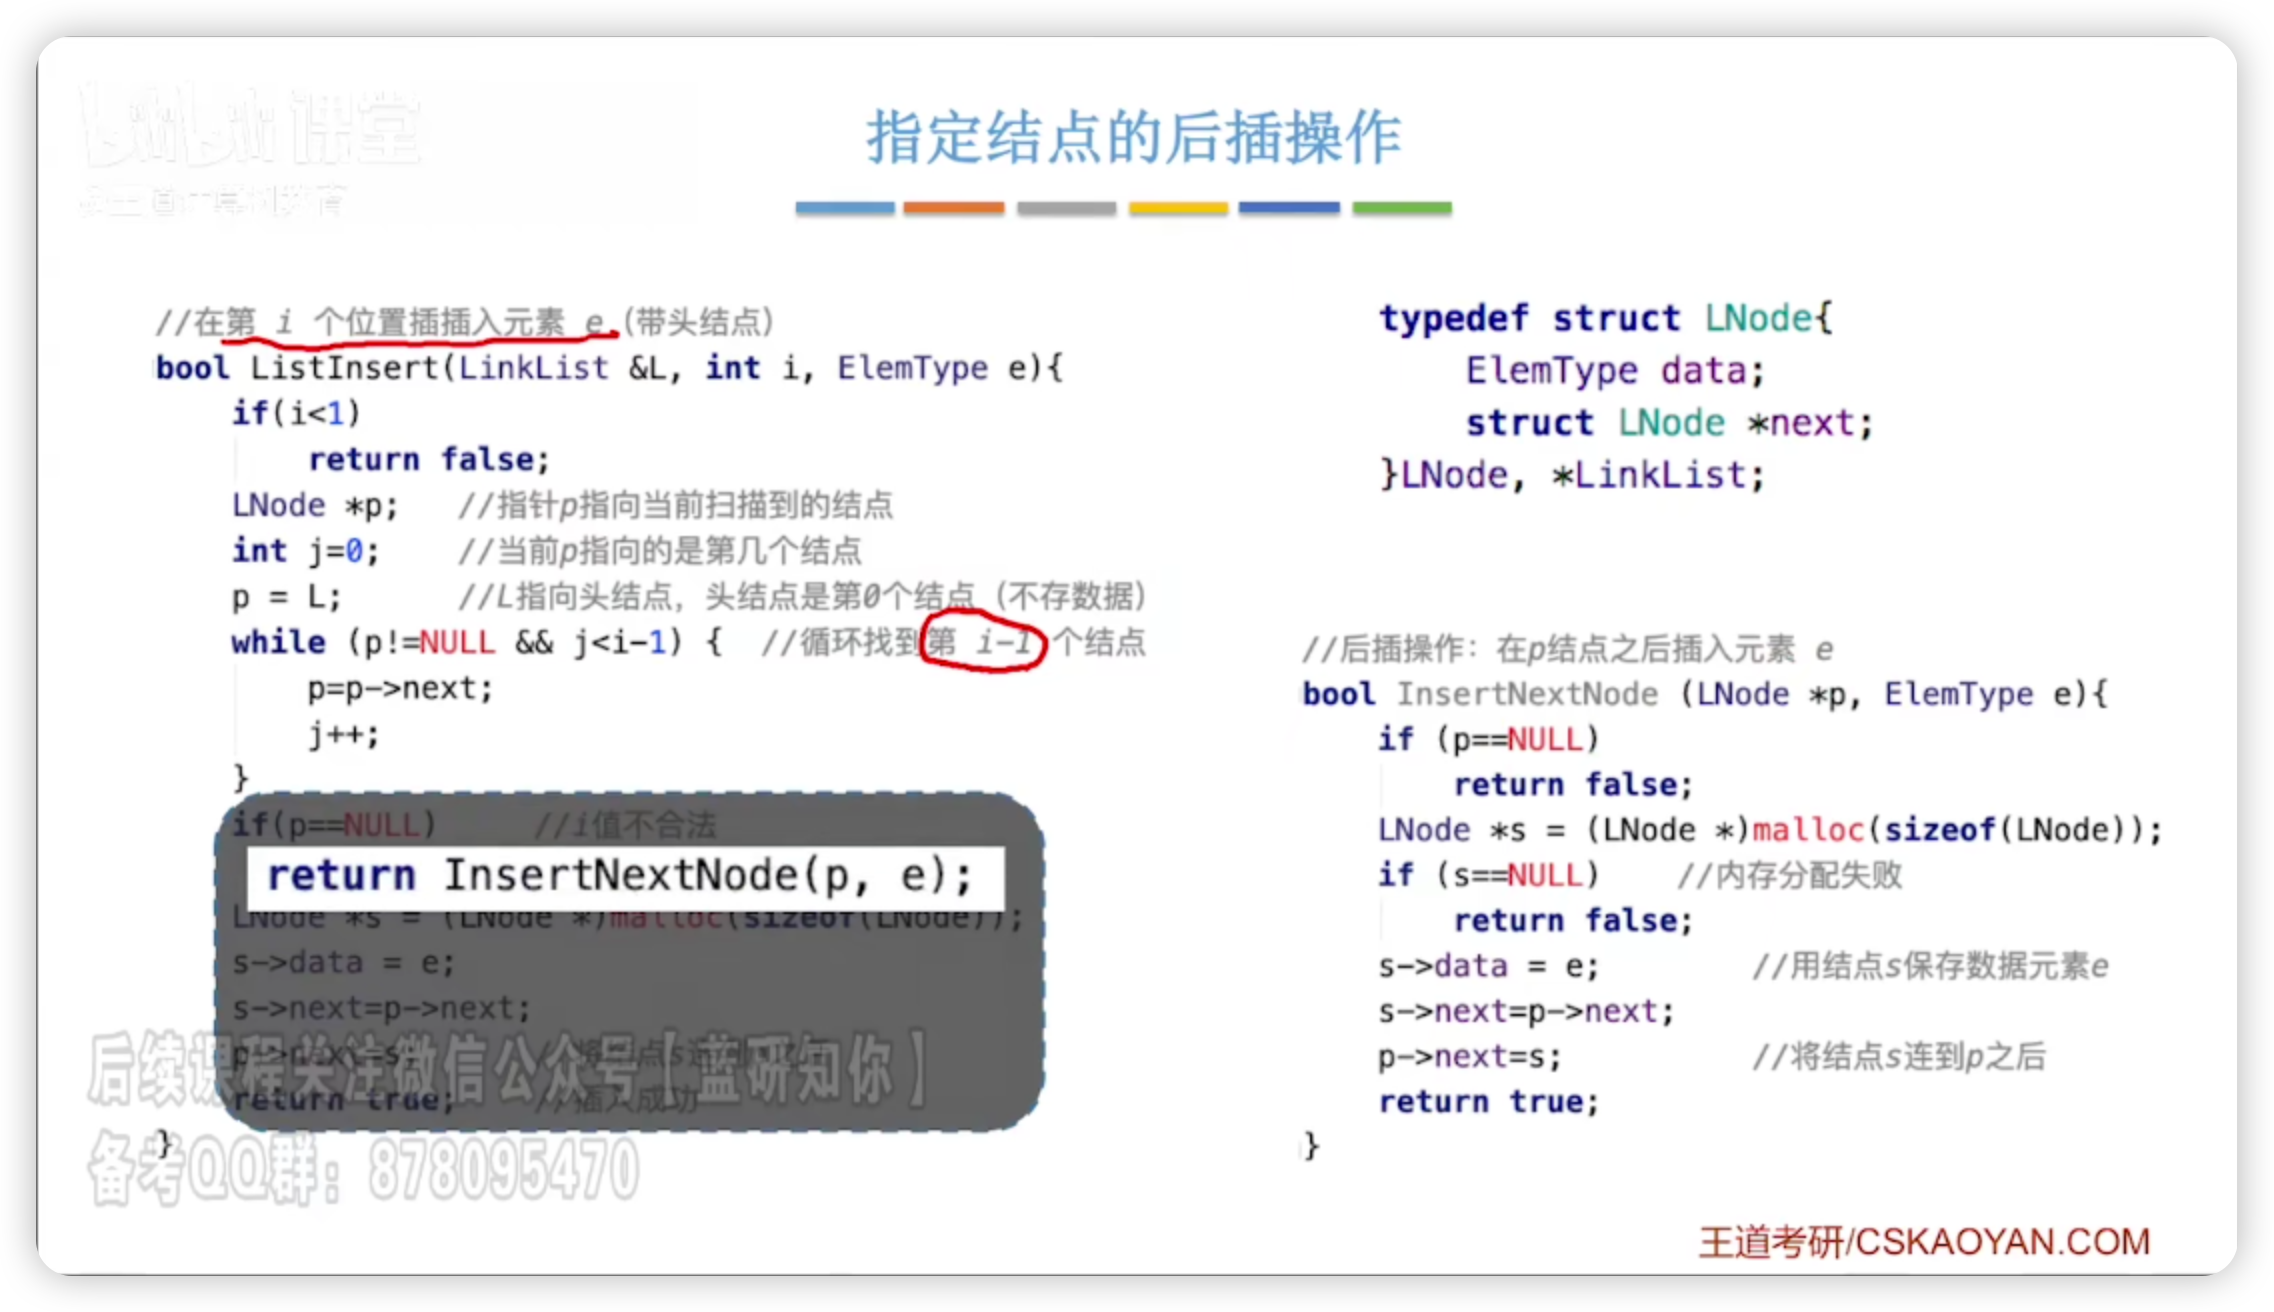 bilibili 课堂
@王道计算机教育
指定结点的后插操作
//在第 i 个位置插插入元素 e（带头结点）
bool ListInsert(LinkList &L, int i, ElemType e){
if(i<1)
return false;
LNode *p; //指针p指向当前扫描到的结点
int j=0; //当前p指向的是第几个结点
p = L; //L指向头结点，头结点是第0个结点（不存数据）
while (p!=NULL && j<i-1) { //循环找到第 i-1 个结点
p=p->next;
j++;
}
if(p==NULL) //i值不合法
return InsertNextNode(p, e);
LNode *s = (LNode *)malloc(sizeof(LNode));
s->data = e;
s->next=p->next;
p->next=s;
return true; //插入成功
}
后续课程关注微信公众号【蓝研知你】
备考QQ群：878095470
typedef struct LNode{
ElemType data;
struct LNode *next;
}LNode, *LinkList;
//后插操作：在p结点之后插入元素 e
bool InsertNextNode (LNode *p, ElemType e){
if (p==NULL)
return false;
LNode *s = (LNode *)malloc(sizeof(LNode));
if (s==NULL) //内存分配失败
return false;
s->data = e; //用结点s保存数据元素e
s->next=p->next;
p->next=s; //将结点s连到p之后
return true;
}
王道考研/CSKAOYAN.COM